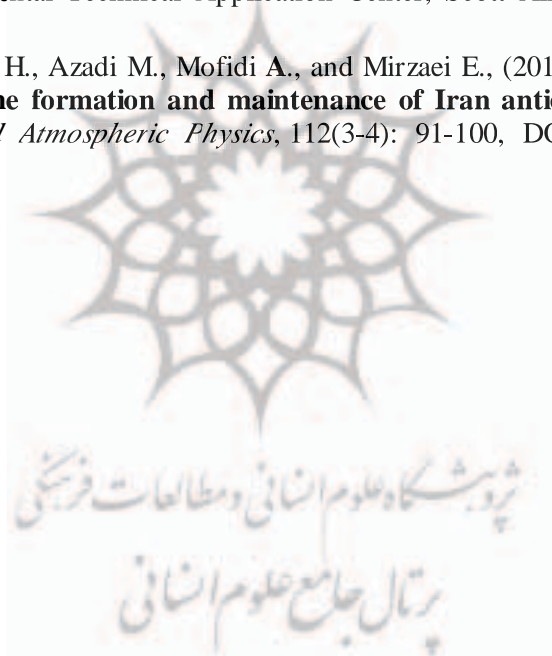 H., Azadi M., Mofidi A., and Mirzaei E., (201
ne formation and maintenance of Iran antic
Atmospheric Physics, 112(3-4): 91-100, DO
پژوهشگاه علوم انسانی و مطالعات فرهنگی
پرتال جامع علوم انسانی